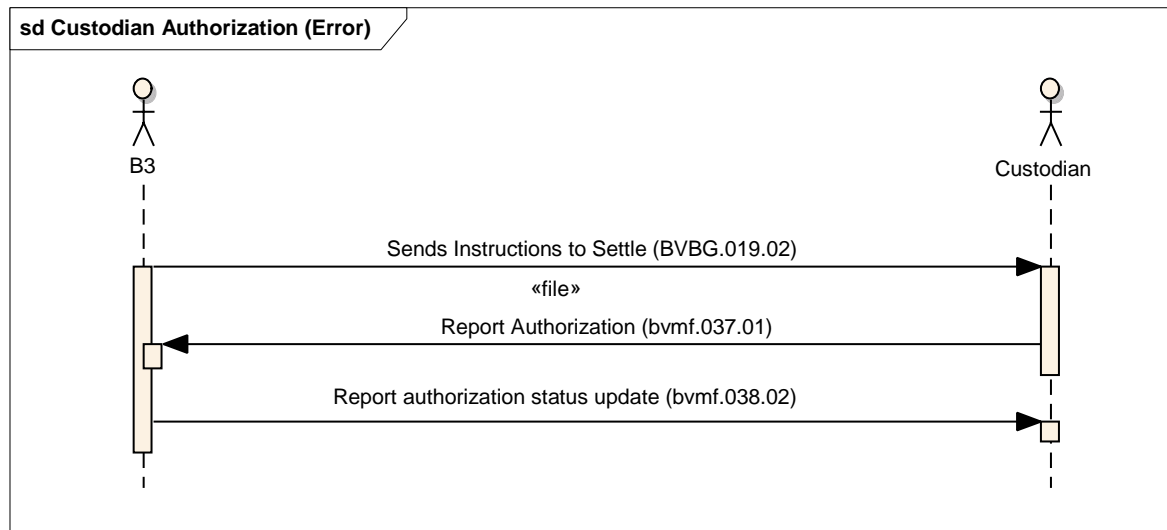 sd Custodian Authorization (Error)
B3
Custodian
Sends Instructions to Settle (BVBG.019.02)
«file»
Report Authorization (bvmf.037.01)
Report authorization status update (bvmf.038.02)